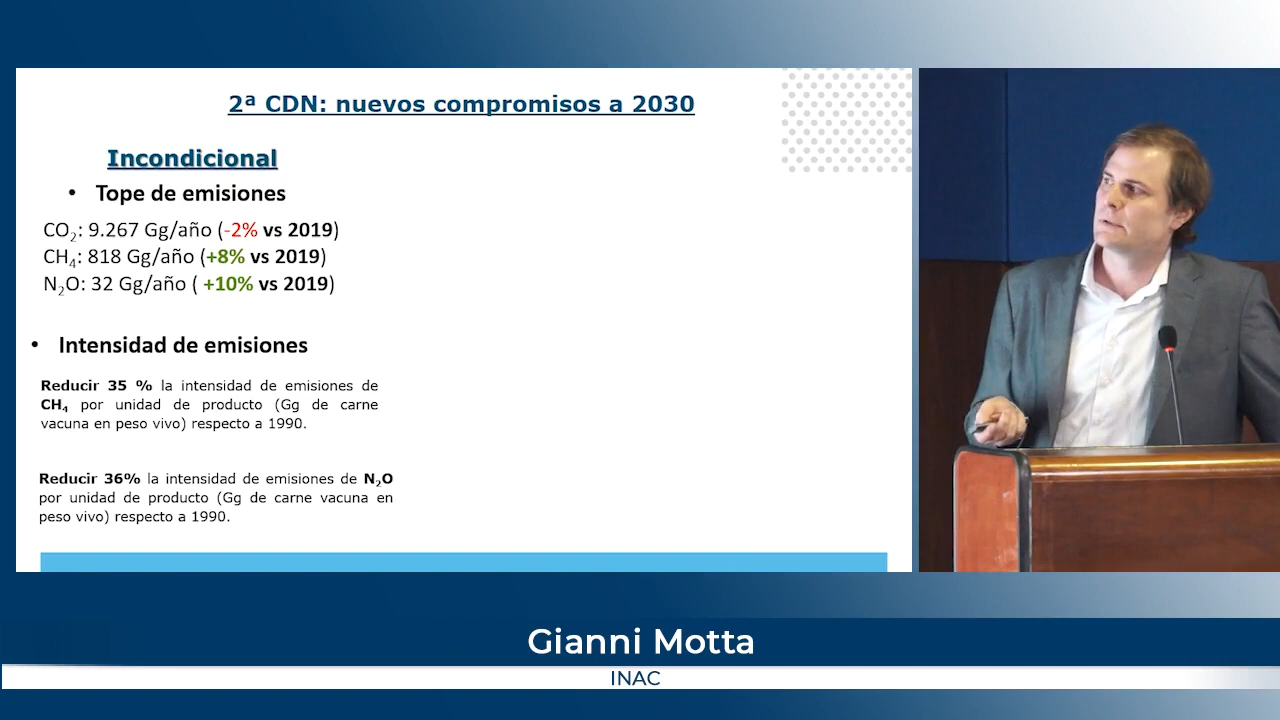 2ª CDN: nuevos compromisos a 2030
Incondicional
• Tope de emisiones
CO₂: 9.267 Gg/año (-2% vs 2019)
CH₄: 818 Gg/año (+8% vs 2019)
N₂O: 32 Gg/año ( +10% vs 2019)
• Intensidad de emisiones
Reducir 35 % la intensidad de emisiones de
CH₄ por unidad de producto (Gg de carne
vacuna en peso vivo) respecto a 1990.
Reducir 36% la intensidad de emisiones de N₂O
por unidad de producto (Gg de carne vacuna en
peso vivo) respecto a 1990.
Gianni Motta
INAC